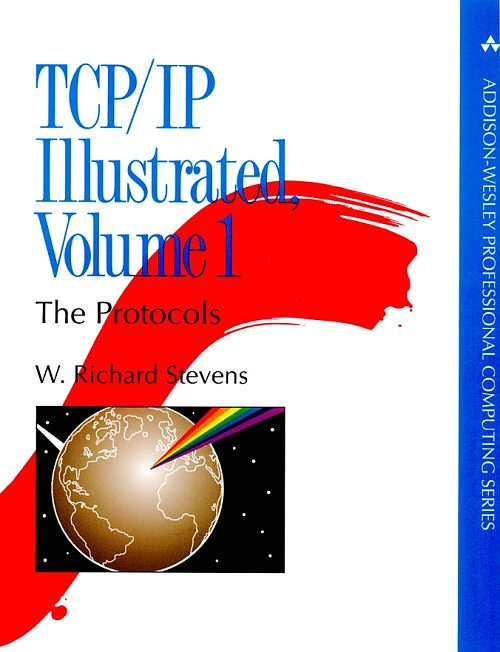 TCP/IP
Illustrated,
Volume 1
The Protocols
W. Richard Stevens
ADDISON-WESLEY PROFESSIONAL COMPUTING SERIES